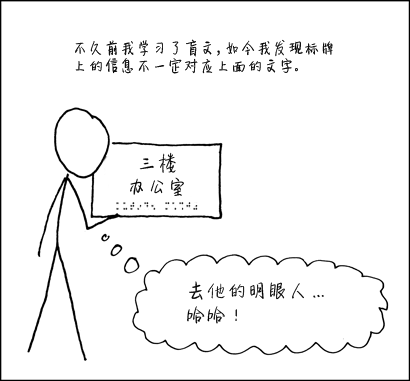 不久前我学习了盲文，如今我发现标牌
上的信息不一定对应上面的文字。
三楼
办公室
去他的明眼人...
哈哈！